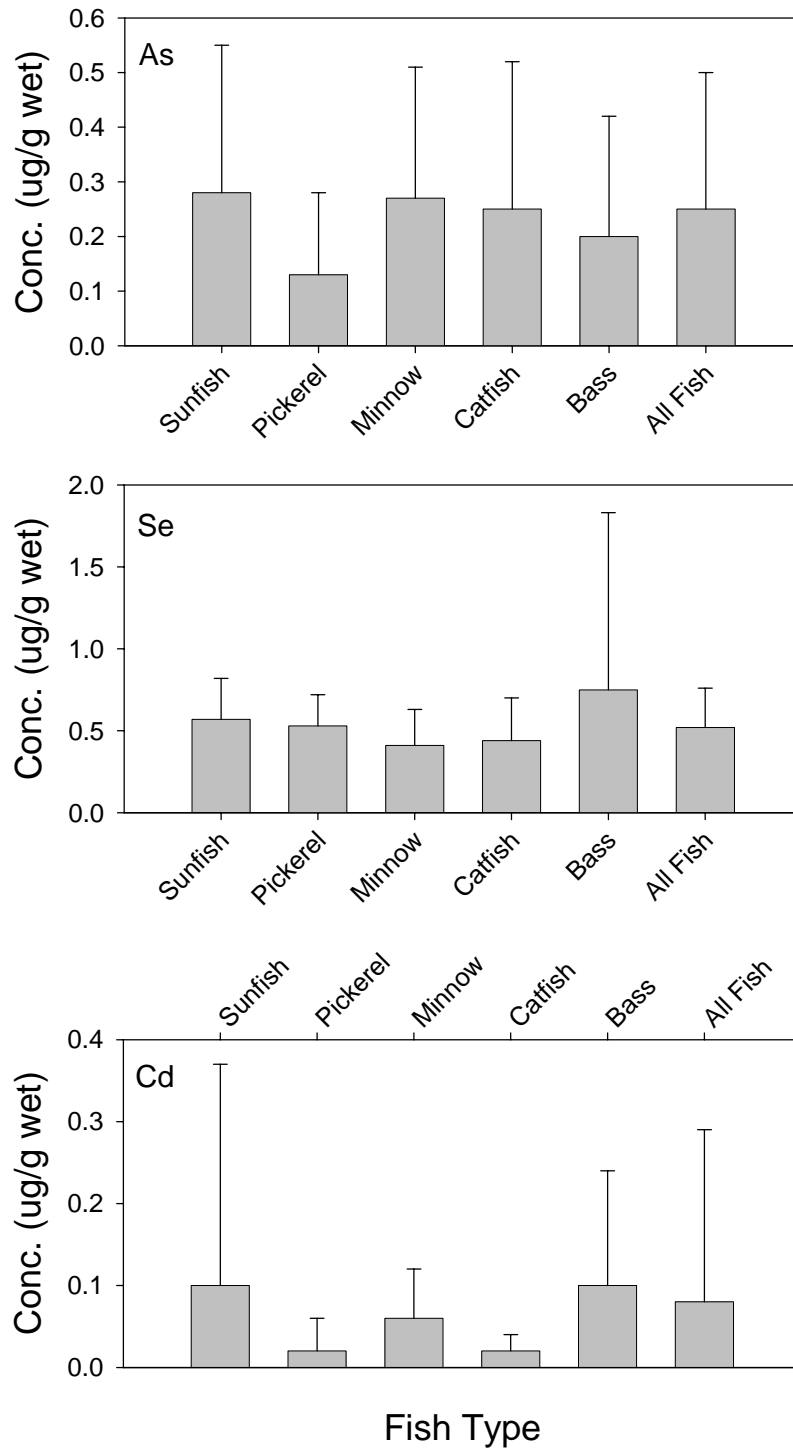 Conc. (ug/g wet)
As
0.6
0.5
0.4
0.3
0.2
0.1
0.0
Sunfish
Pickerel
Minnow
Catfish
Bass
All Fish
Conc. (ug/g wet)
Se
2.0
1.5
1.0
0.5
0.0
Sunfish
Pickerel
Minnow
Catfish
Bass
All Fish
Sunfish
Pickerel
Minnow
Catfish
Bass
All Fish
Conc. (ug/g wet)
Cd
0.4
0.3
0.2
0.1
0.0
Fish Type